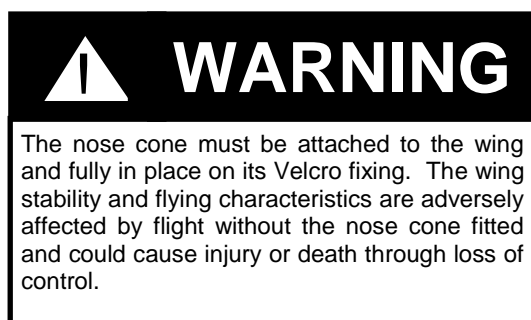 WARNING
The nose cone must be attached to the wing
and fully in place on its Velcro fixing. The wing
stability and flying characteristics are adversely
affected by flight without the nose cone fitted
and could cause injury or death through loss of
control.